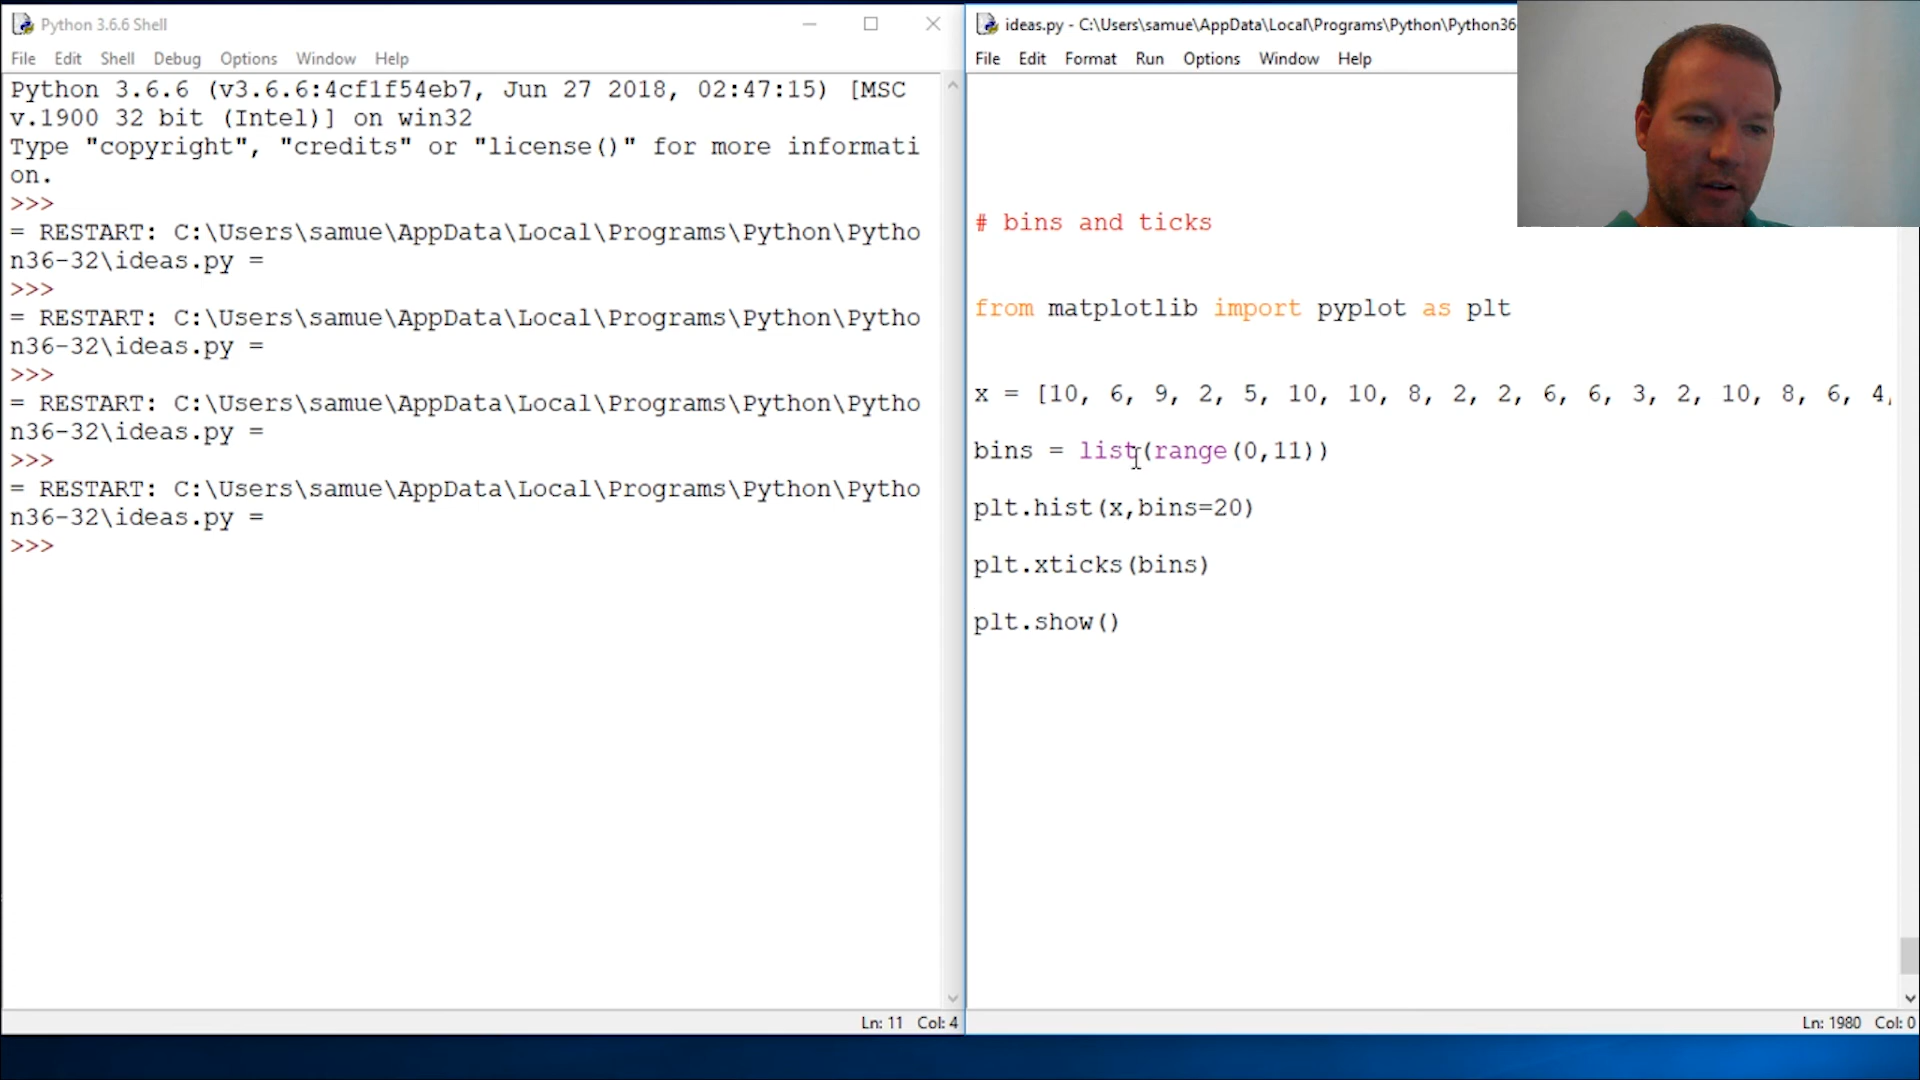 Python 3.6.6 Shell
File Edit Shell Debug Options Window Help
Python 3.6.6 (v3.6.6:4cf1f54eb7, Jun 27 2018, 02:47:15) [MSC
v.1900 32 bit (Intel)] on win32
Type "copyright", "credits" or "license()" for more informati
on.
>>>
= RESTART: C:\Users\samue\AppData\Local\Programs\Python\Pytho
n36-32\ideas.py =
>>>
= RESTART: C:\Users\samue\AppData\Local\Programs\Python\Pytho
n36-32\ideas.py =
>>>
= RESTART: C:\Users\samue\AppData\Local\Programs\Python\Pytho
n36-32\ideas.py =
>>>
= RESTART: C:\Users\samue\AppData\Local\Programs\Python\Pytho
n36-32\ideas.py =
>>>
Ln: 11 Col: 4
ideas.py - C:\Users\samue\AppData\Local\Programs\Python\Python36
File Edit Format Run Options Window Help
# bins and ticks
from matplotlib import pyplot as plt
x = [10, 6, 9, 2, 5, 10, 10, 8, 2, 2, 6, 6, 3, 2, 10, 8, 6, 4,
bins = list(range(0,11))
plt.hist(x,bins=20)
plt.xticks(bins)
plt.show()
Ln: 1980 Col: 0